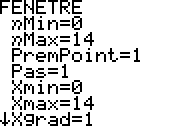 FENETRE
nMin=0
nMax=14
PremPoint=1
Pas=1
Xmin=0
Xmax=14
↓Xgrad=1